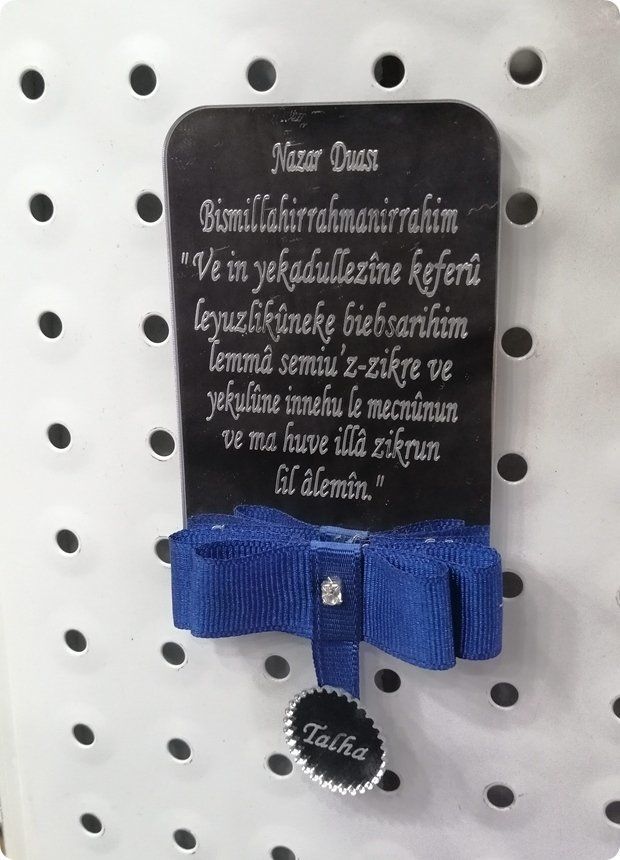 Nazar Duası
Bismillahirrahmanirrahim
"Ve in yekadullezîne keferû
leyuzlikûneke biebsarihim
lemmâ semiu'z-zikre ve
yekulûne innehu le mecnûnun
ve ma huve illâ zikrun
lil âlemîn."
Talha